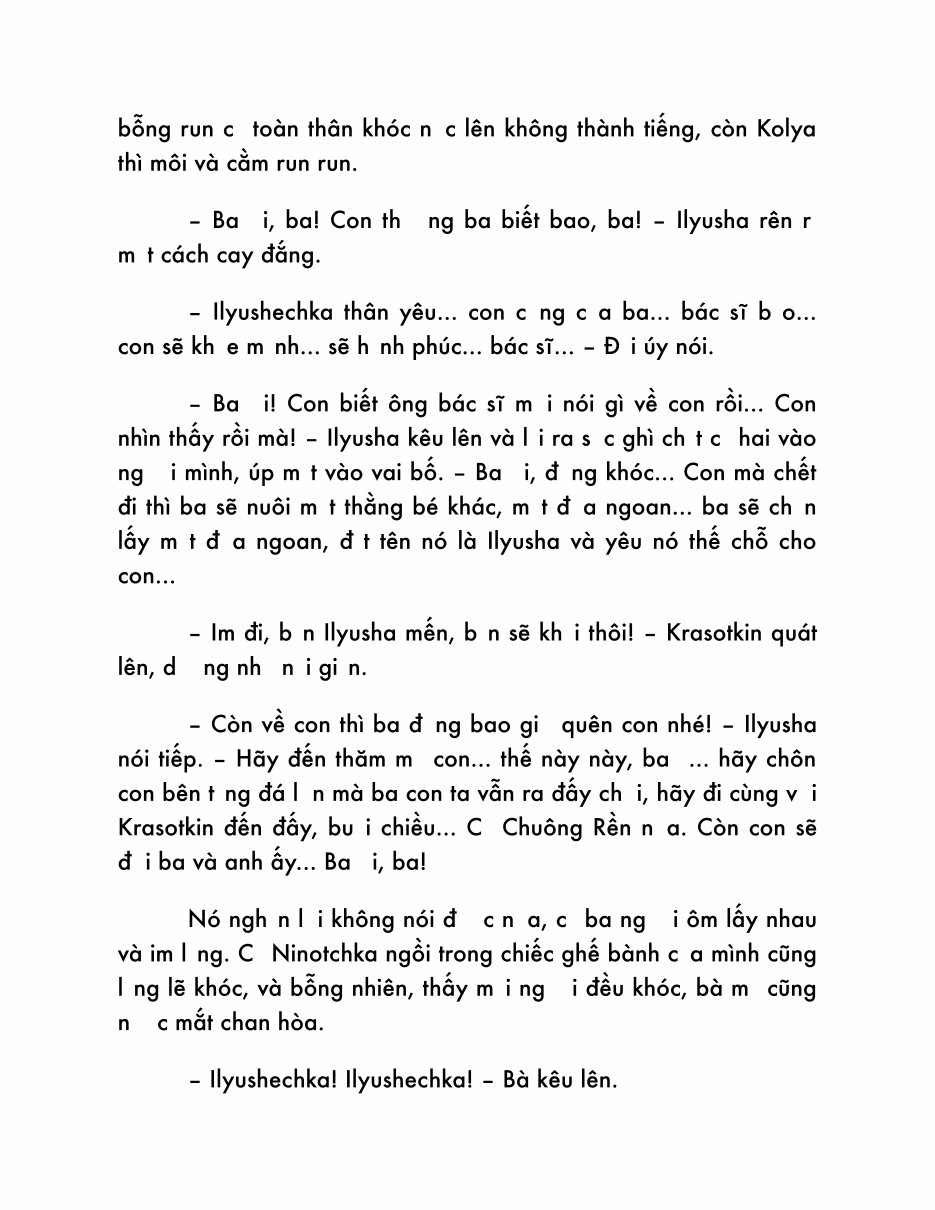 bỗng run c toàn thân khóc n c lên không thành tiếng, còn Kolya
thì môi và cằm run run.
– Ba i, ba! Con th ng ba biết bao, ba! – Ilyusha rên r
m t cách cay đắng.
– Ilyushechka thân yêu... con c ng c a ba... bác sĩ b o...
con sẽ kh e m nh... sẽ h nh phúc... bác sĩ... – Đ i úy nói.
– Ba i! Con biết ông bác sĩ m i nói gì về con rồi... Con
nhìn thấy rồi mà! – Ilyusha kêu lên và l i ra s c ghì ch t c hai vào
ng i mình, úp m t vào vai bố. – Ba i, đ ng khóc... Con mà chết
đi thì ba sẽ nuôi m t thằng bé khác, m t đ a ngoan... ba sẽ ch n
lấy m t đ a ngoan, đ t tên nó là Ilyusha và yêu nó thế chỗ cho
con...
– Im đi, b n Ilyusha mến, b n sẽ kh i thôi! – Krasotkin quát
lên, d ng nh n i gi n.
– Còn về con thì ba đ ng bao gi quên con nhé! – Ilyusha
nói tiếp. – Hãy đến thăm m con... thế này này, ba ... hãy chôn
con bên t ng đá l n mà ba con ta vẫn ra đấy ch i, hãy đi cùng v i
Krasotkin đến đấy, bu i chiều... C Chuông Rền n a. Còn con sẽ
đ i ba và anh ấy... Ba i, ba!
Nó ngh n l i không nói đ c n a, c ba ng i ôm lấy nhau
và im l ng. C Ninotchka ngồi trong chiếc ghế bành c a mình cũng
l ng lẽ khóc, và bỗng nhiên, thấy m i ng i đều khóc, bà m cũng
n c mắt chan hòa.
– Ilyushechka! Ilyushechka! – Bà kêu lên.